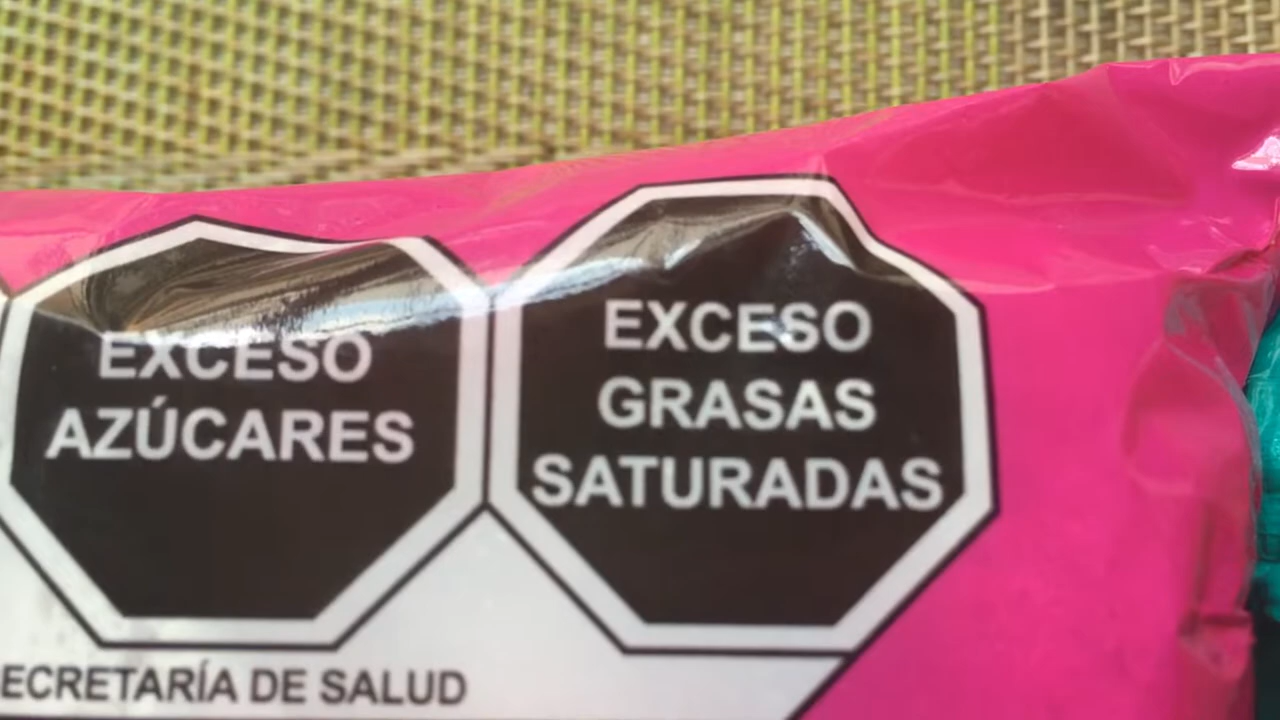 EXCESO
AZÚCARES
EXCESO
GRASAS
SATURADAS
ECRETARÍA DE SALUD